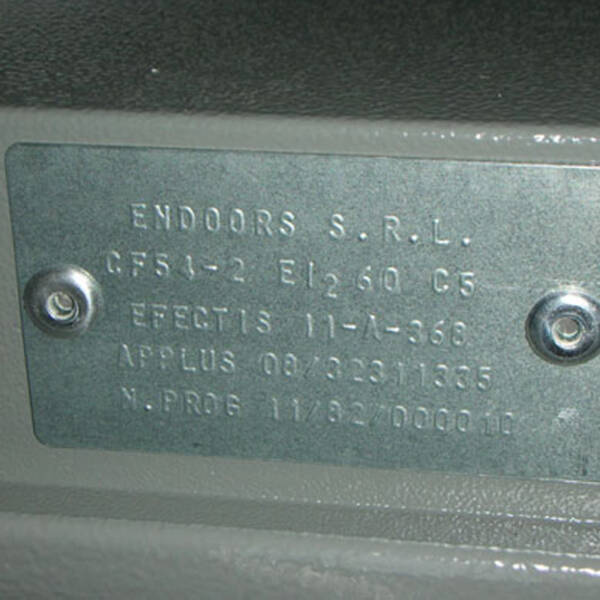 ENDOORS S.R.L.
CF54-2 EI₂ 60 C5
EFECTIS 11-A-368
APPLUS 08/32311335
N.PROG 11/82/000010